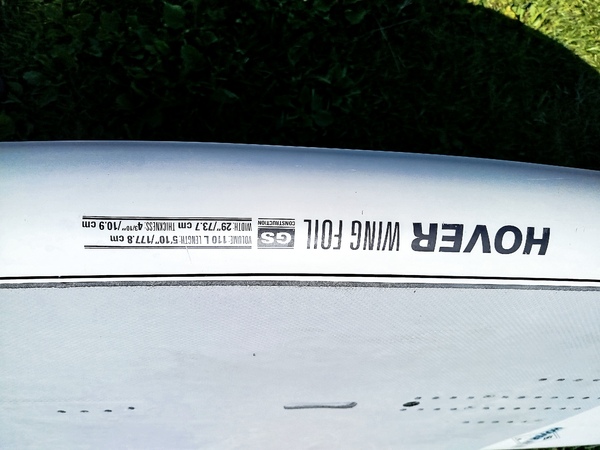 HOVER WING FOIL
GS
CONSTRUCTION
VOLUME: 110 L LENGTH: 5'10"/177.8 cm
WIDTH: 29"/73.7 cm THICKNESS: 4 3/10"/10.9 cm